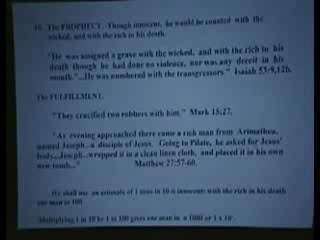 10. The PROPHECY. Though innocent, he would be counted with the
wicked, and with the rich in his death.
"He was assigned a grave with the wicked, and with the rich in his
death though he had done no violence, nor was any deceit in his
mouth."..."He was numbered with the transgressors" Isaiah 53:9,12b.
The FULFILLMENT.
"They crucified two robbers with him." Mark 15:27.
"As evening approached there came a rich man from Arimathea,
named Joseph...a disciple of Jesus. Going to Pilate, he asked for Jesus'
body...Joseph...wrapped it in a clean linen cloth, and placed it in his own
new tomb..." Matthew 27:57-60.
We shall use an estimate of 1 man in 10 is innocent; with the rich in his death
one man in 100.
Multiplying 1 in 10 by 1 in 100 gives one man in a 1000 or 1 x 10